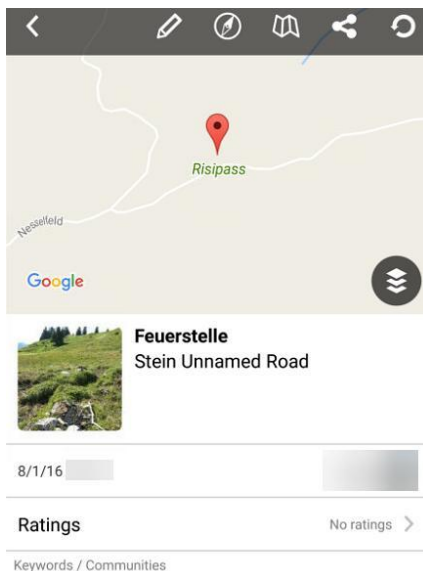 Risipass
Nesselfeld
Google
Feuerstelle
Stein Unnamed Road
8/1/16
Ratings
No ratings
Keywords / Communities